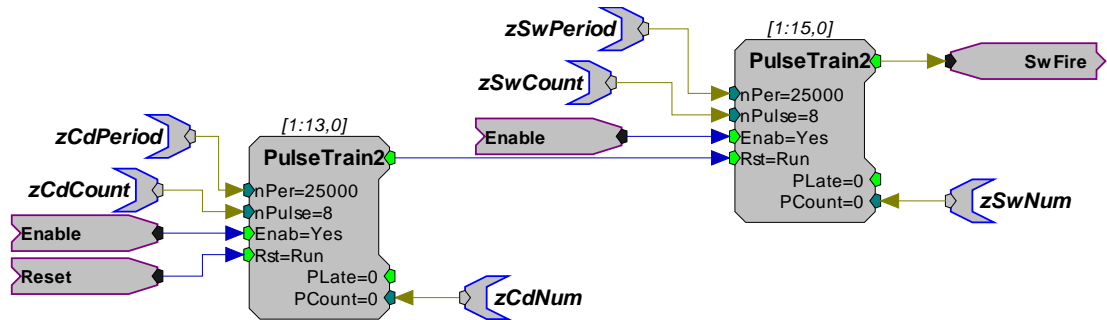 zSwPeriod
[1:15,0]
PulseTrain2
SwFire
zSwCount
nPer=25000
nPulse=8
Enable
Enab=Yes
Rst=Run
PLate=0
PCount=0
zSwNum
zCdPeriod
[1:13,0]
PulseTrain2
zCdCount
nPer=25000
nPulse=8
Enable
Enab=Yes
Reset
Rst=Run
PLate=0
PCount=0
zCdNum